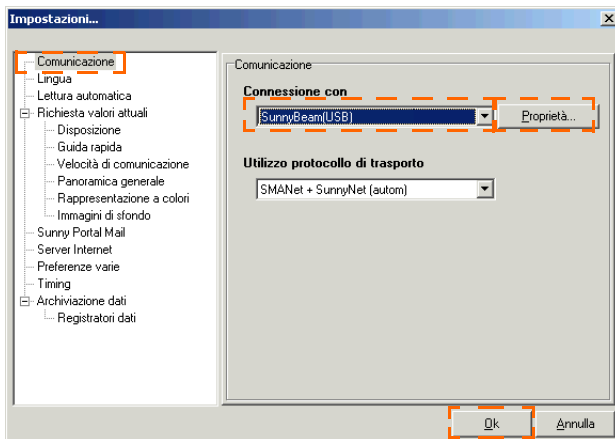 Impostazioni...
Comunicazione
Lingua
Lettura automatica
Richiesta valori attuali
Disposizione
Guida rapida
Velocità di comunicazione
Panoramica generale
Rappresentazione a colori
Immagini di sfondo
Sunny Portal Mail
Server Internet
Preferenze varie
Timing
Archiviazione dati
Registratori dati
Comunicazione
Connessione con
SunnyBeam(USB)
Proprietà...
Utilizzo protocollo di trasporto
SMANet + SunnyNet (autom)
Ok
Annulla